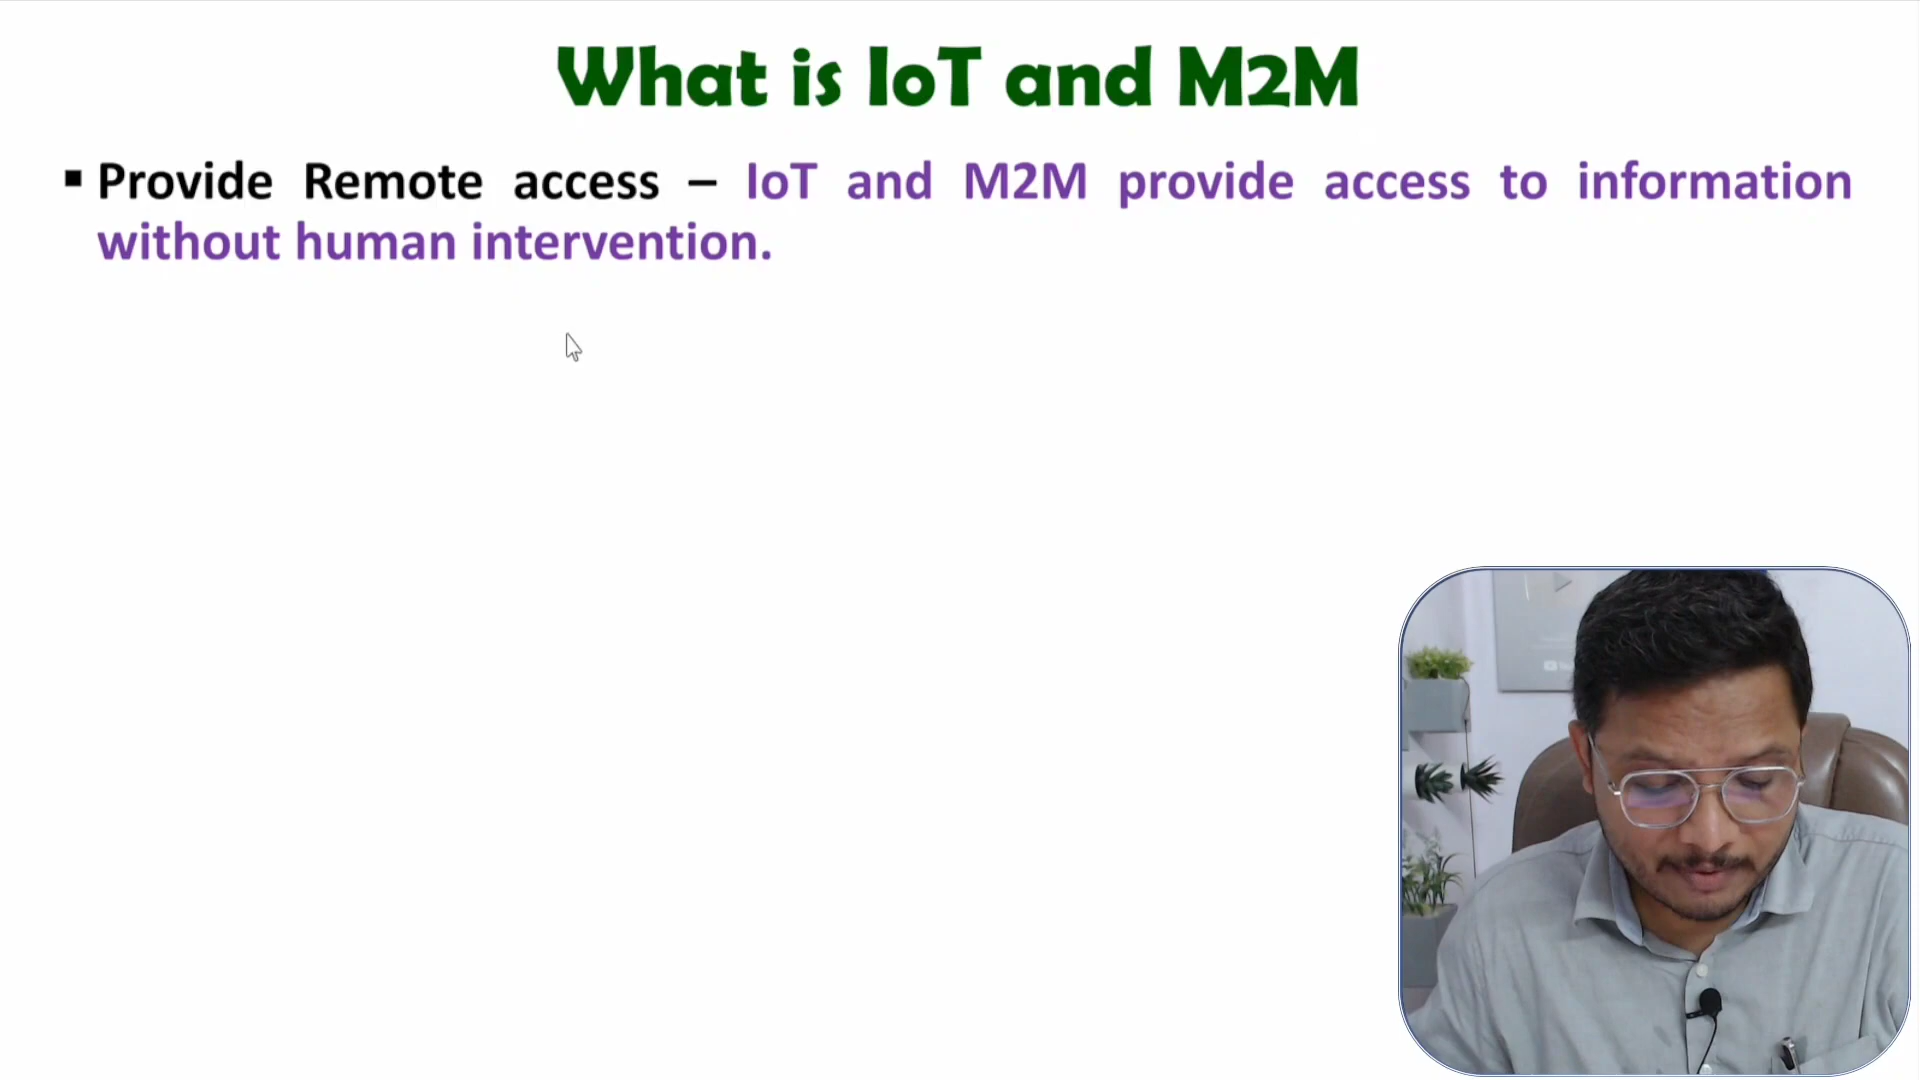 What is IoT and M2M
▪ Provide Remote access – IoT and M2M provide access to information
without human intervention.